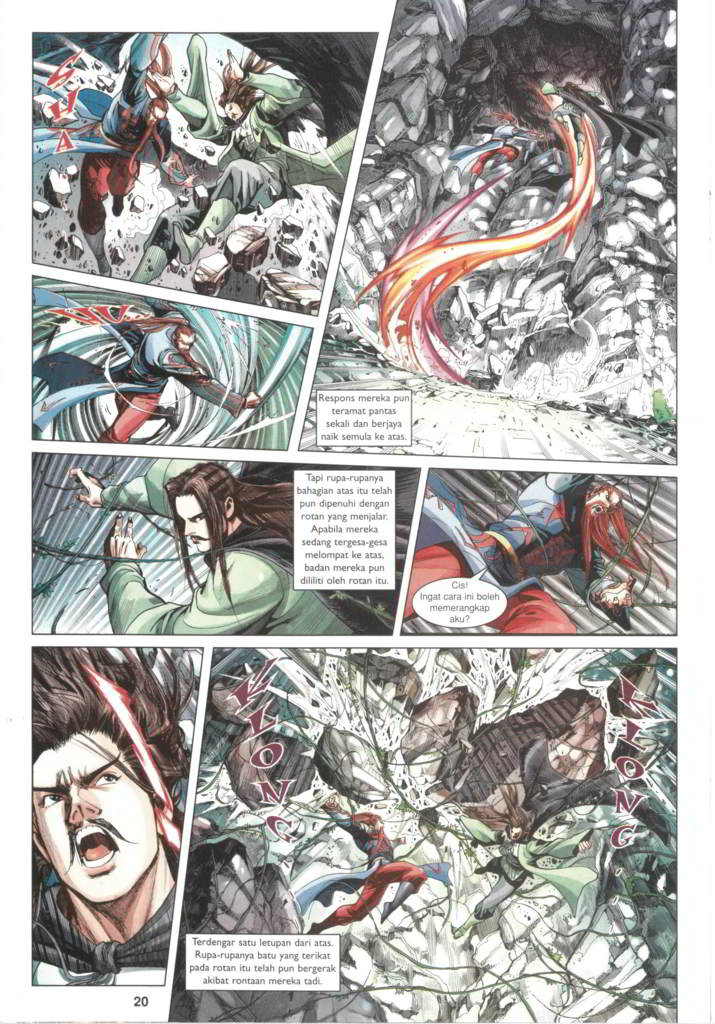 SHA
VU
Respons mereka pun
teramat pantas
sekali dan berjaya
naik semula ke atas.
Tapi rupa-rupanya
bahagian atas itu telah
pun dipenuhi dengan
rotan yang menjalar.
Apabila mereka
sedang tergesa-gesa
melompat ke atas,
badan mereka pun
dililiti oleh rotan itu.
Cis!
Ingat cara ini boleh
memerangkap
aku?
ZLONG
ZLONG
Terdengar satu letupan dari atas.
Rupa-rupanya batu yang terikat
pada rotan itu telah pun bergerak
akibat rontaan mereka tadi.
20